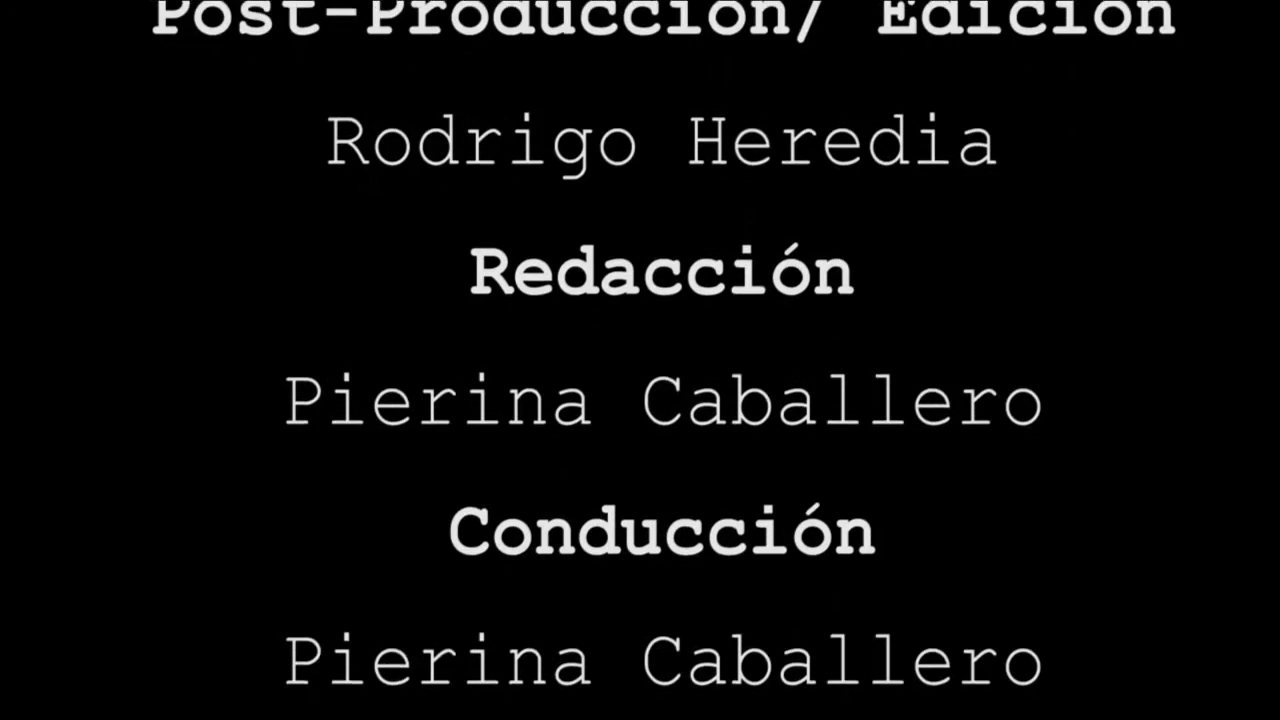 Post-Producción/ Edición
Rodrigo Heredia
Redacción
Pierina Caballero
Conducción
Pierina Caballero